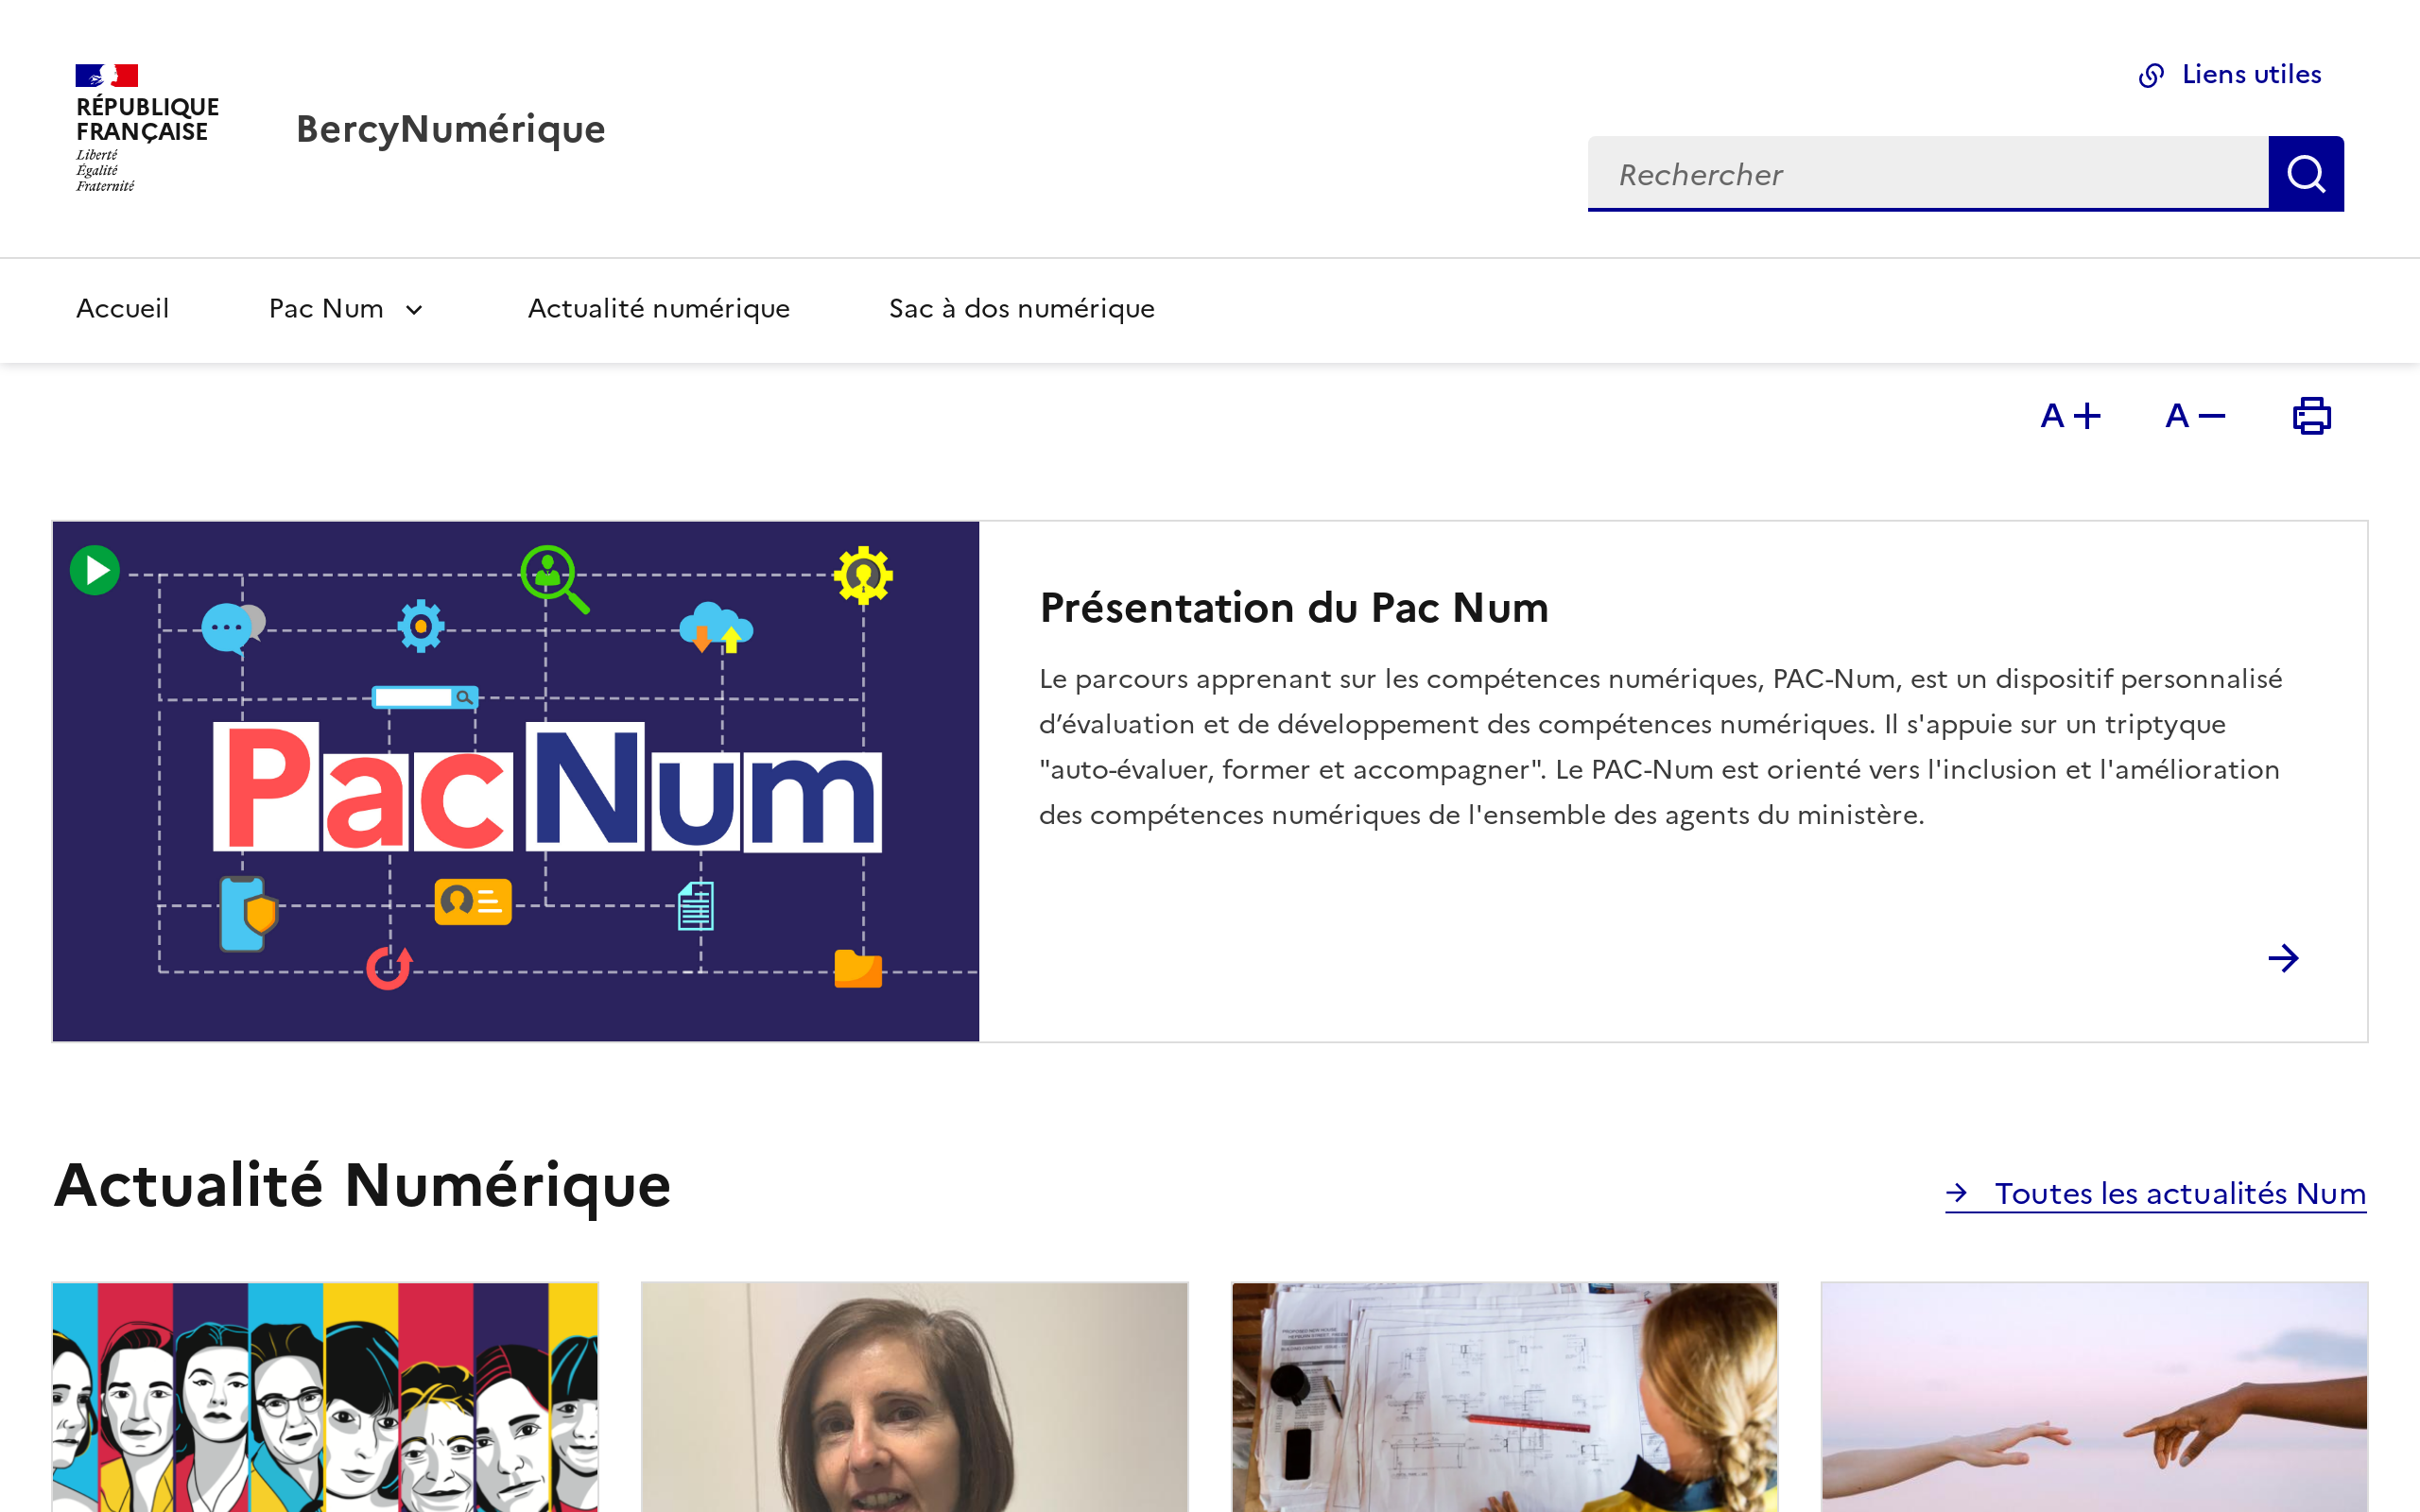 RÉPUBLIQUE
FRANÇAISE
Liberté
Égalité
Fraternité
BercyNumérique
Liens utiles
Rechercher
Accueil
Pac Num
Actualité numérique
Sac à dos numérique
A+
A−
Pac Num
Présentation du Pac Num
Le parcours apprenant sur les compétences numériques, PAC-Num, est un dispositif personnalisé
d’évaluation et de développement des compétences numériques. Il s'appuie sur un triptyque
"auto-évaluer, former et accompagner". Le PAC-Num est orienté vers l'inclusion et l'amélioration
des compétences numériques de l'ensemble des agents du ministère.
Actualité Numérique
Toutes les actualités Num